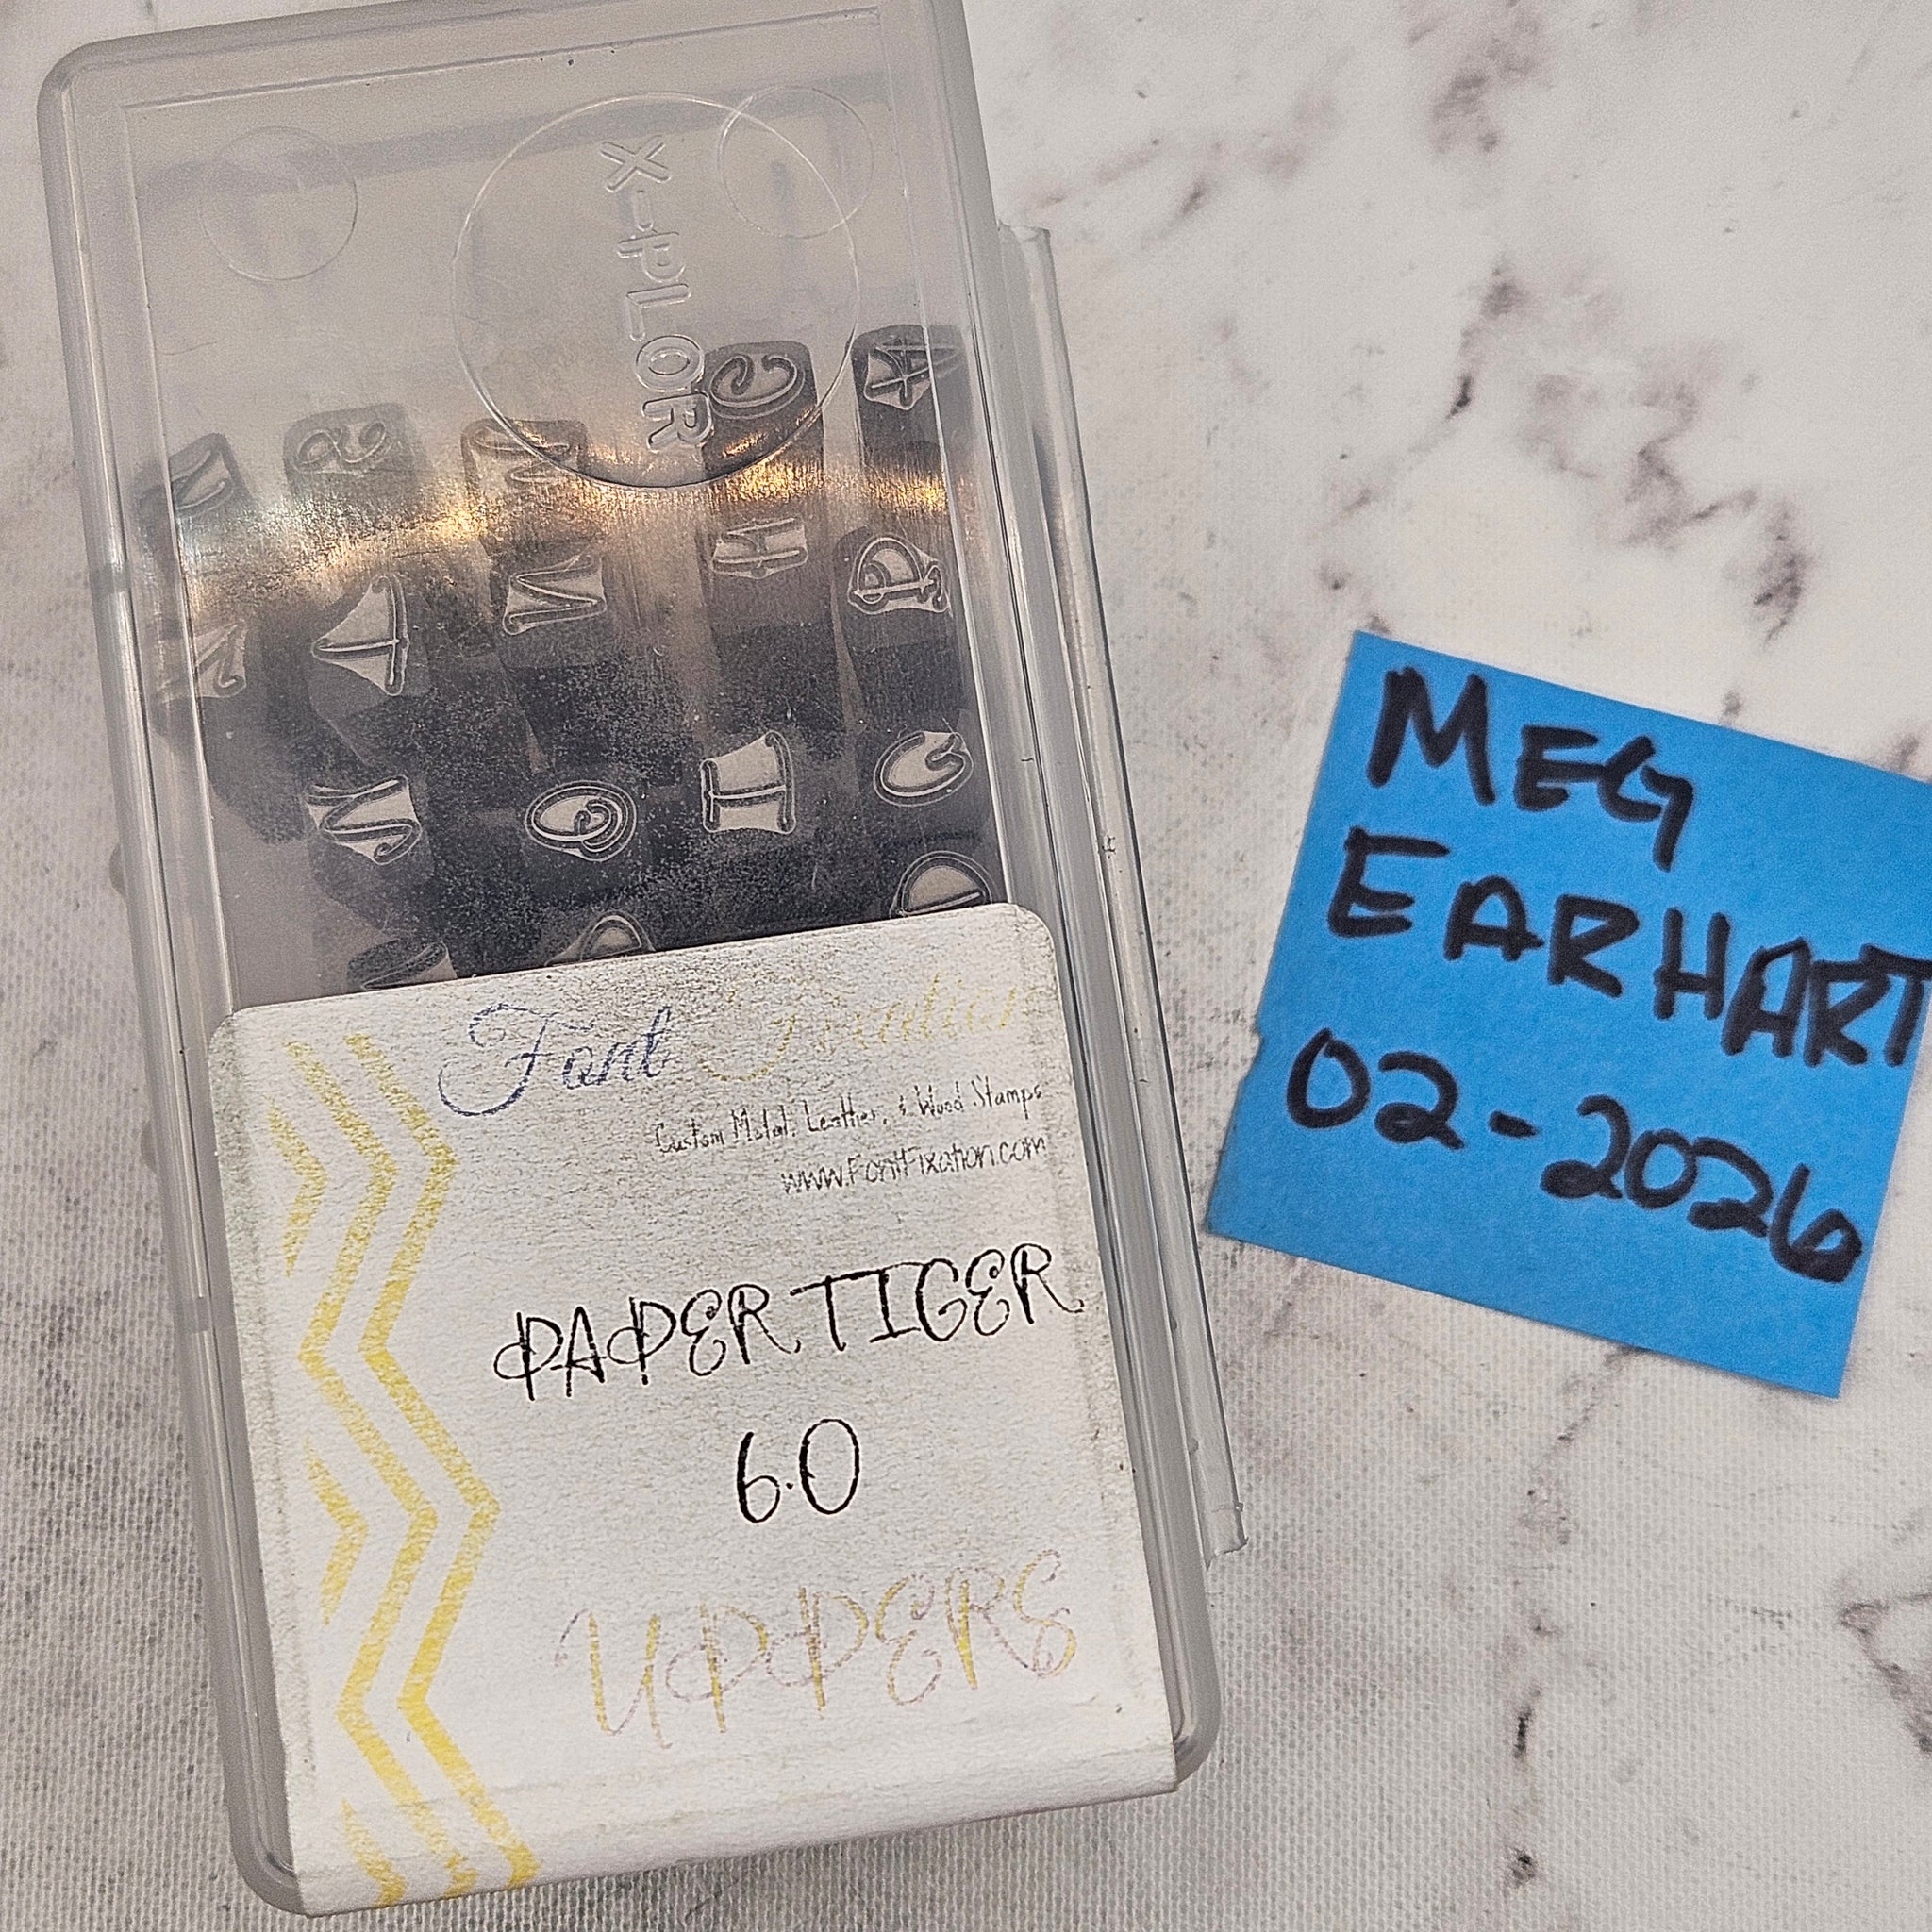 X-PLOR
Font Fixation
Custom Metal, Leather, & Wood Stamps
www.FontFixation.com
PAPER TIGER
6.0
UPPERS
MEG
EARHART
02-2026